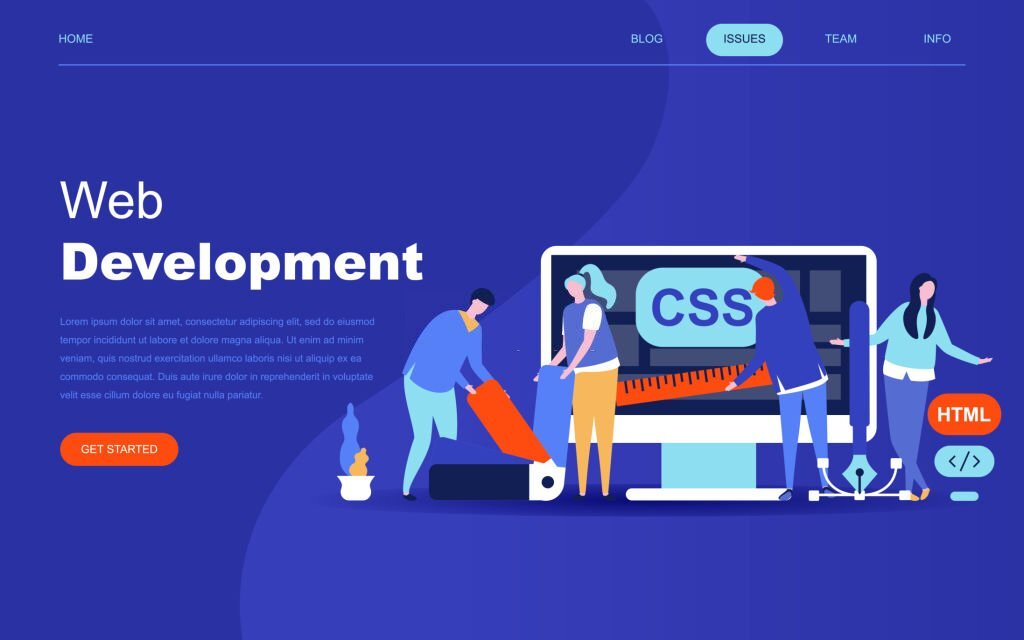 HOME
BLOG
ISSUES
TEAM
INFO
Web
Development
Lorem ipsum dolor sit amet, consectetur adipiscing elit, sed do eiusmod
tempor incididunt ut labore et dolore magna aliqua. Ut enim ad minim
veniam, quis nostrud exercitation ullamco laboris nisi ut aliquip ex ea
commodo consequat. Duis aute irure dolor in reprehenderit in voluptate
velit esse cillum dolore eu fugiat nulla pariatur.
GET STARTED
CSS
HTML
</>